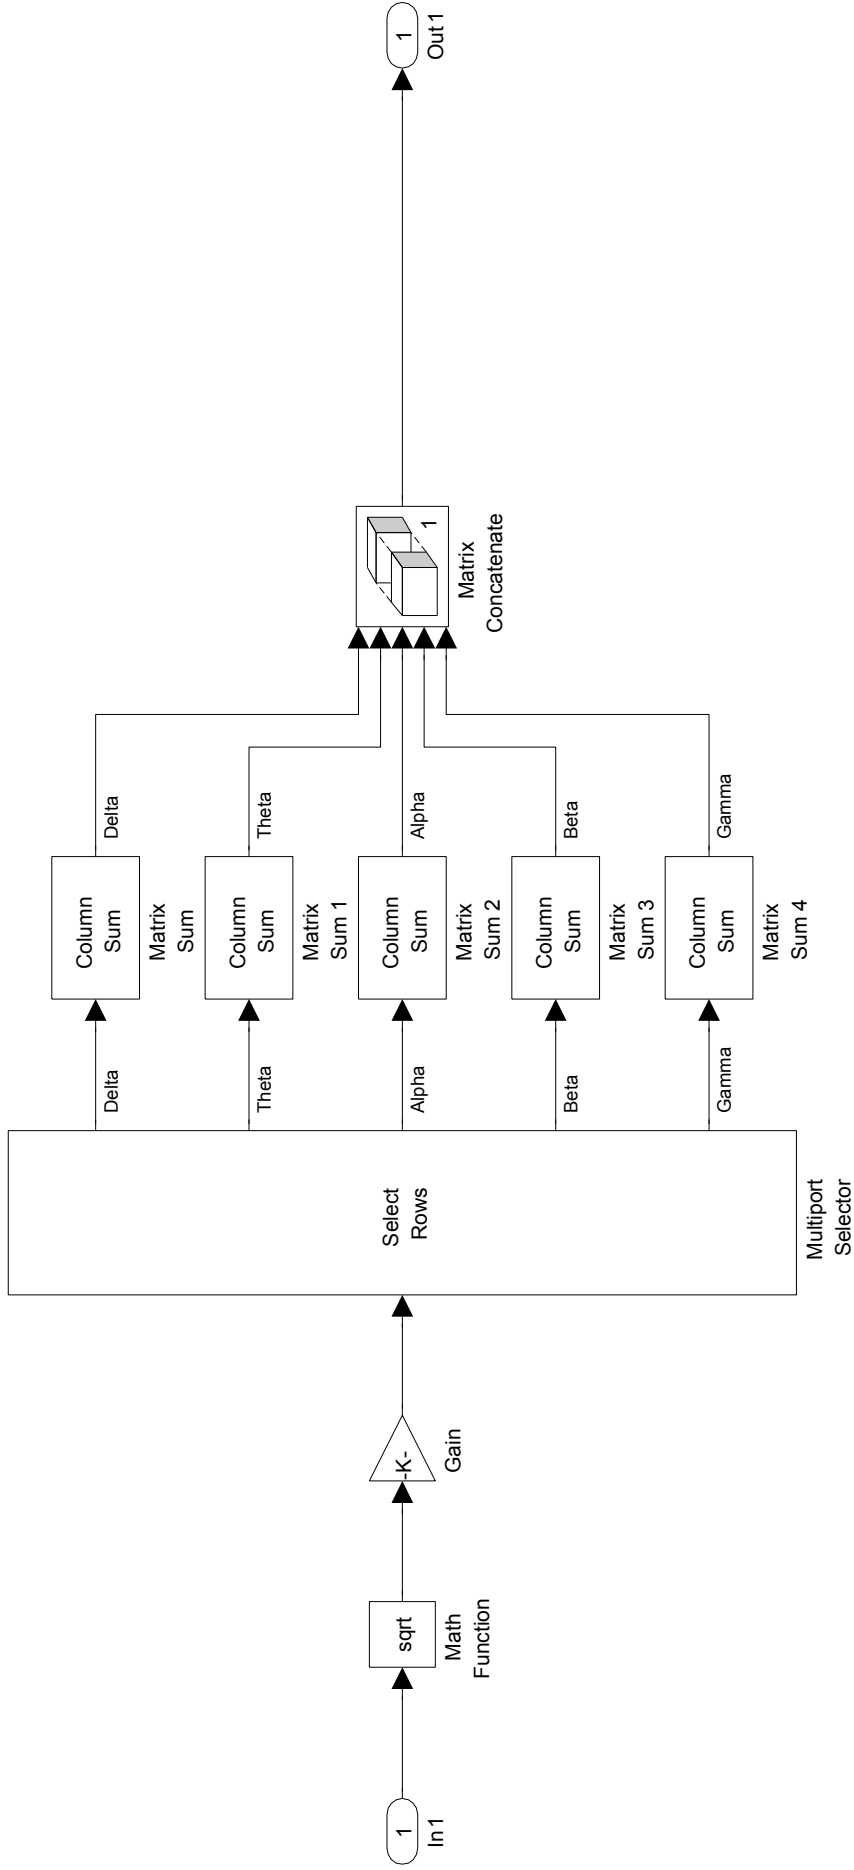 1
In1
sqrt
Math
Function
-K-
Gain
Select
Rows
Multiport
Selector
Delta
Theta
Alpha
Beta
Gamma
Column
Sum
Matrix
Sum
Column
Sum
Matrix
Sum 1
Column
Sum
Matrix
Sum 2
Column
Sum
Matrix
Sum 3
Column
Sum
Matrix
Sum 4
Delta
Theta
Alpha
Beta
Gamma
1
Matrix
Concatenate
1
Out1